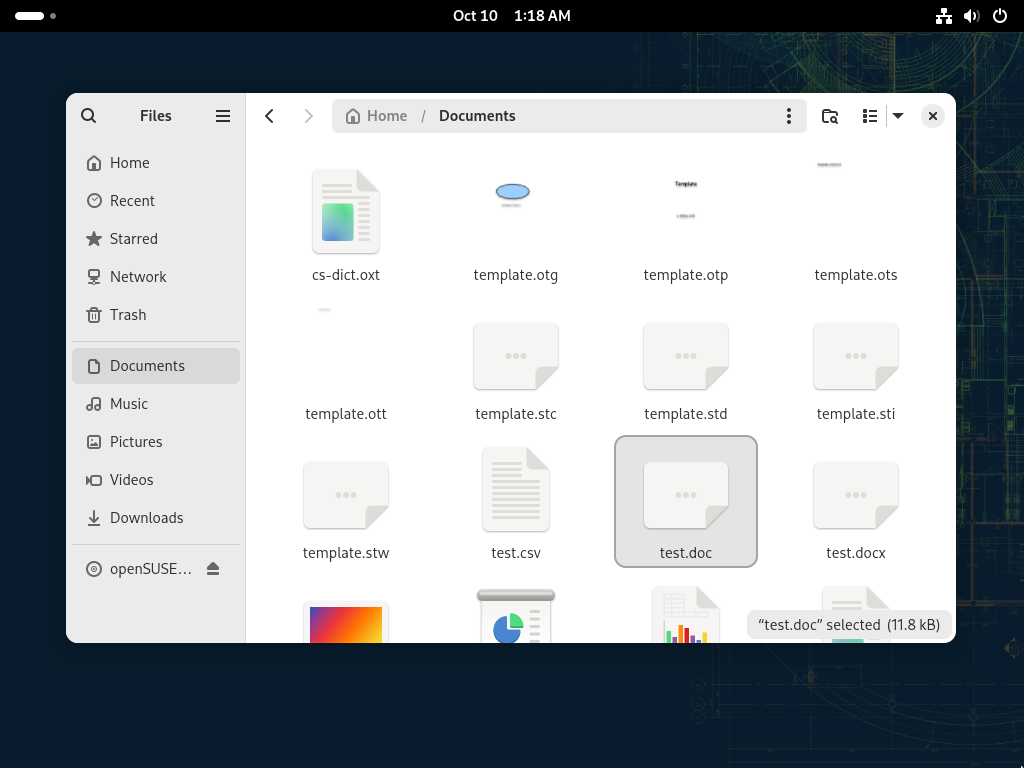 Oct 10 1:18 AM
Files
Home / Documents
Home
Recent
Starred
Network
Trash
Documents
Music
Pictures
Videos
Downloads
openSUSE...
cs-dict.oxt
template.otg
Template
template.otp
template.ots
template.ott
template.stc
template.std
template.sti
template.stw
test.csv
test.doc
test.docx
“test.doc” selected (11.8 kB)